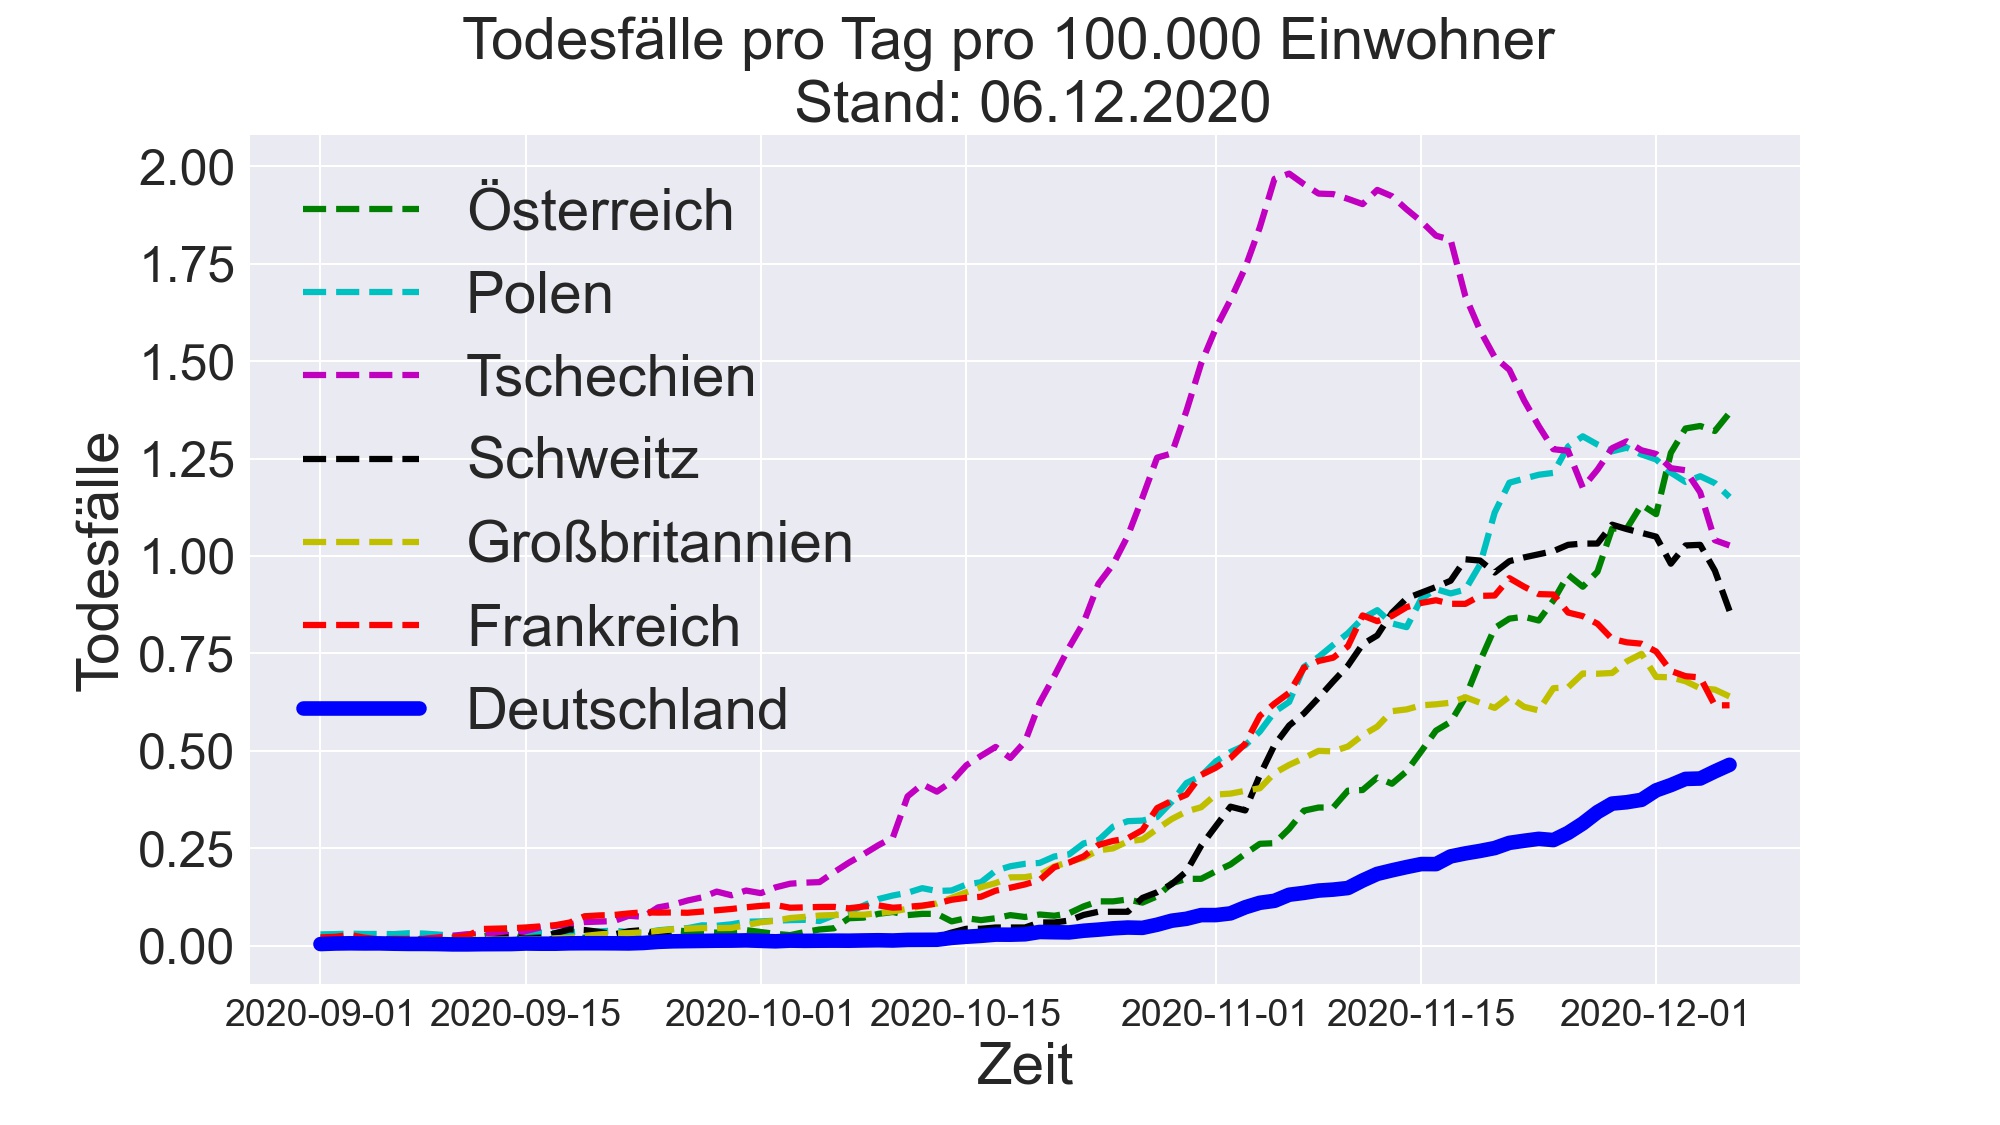 Todesfälle pro Tag pro 100.000 Einwohner
Stand: 06.12.2020
Todesfälle
2.00
1.75
1.50
1.25
1.00
0.75
0.50
0.25
0.00
Österreich
Polen
Tschechien
Schweitz
Großbritannien
Frankreich
Deutschland
2020-09-01 2020-09-15 2020-10-01 2020-10-15 2020-11-01 2020-11-15 2020-12-01
Zeit